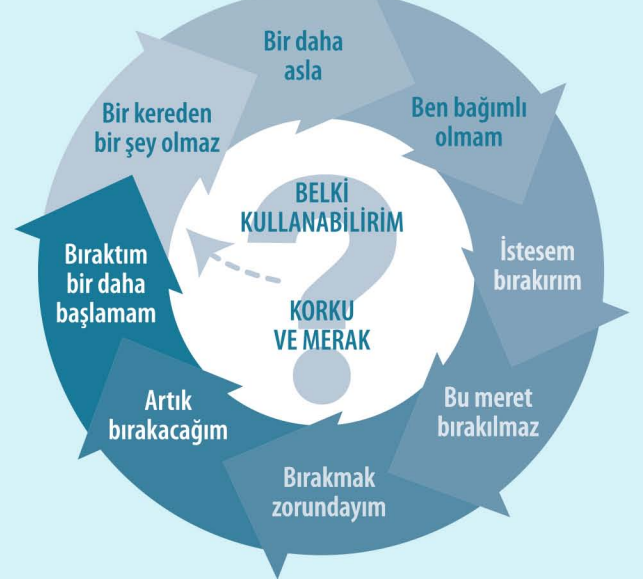 Bir daha
asla
Ben bağımlı
olmam
İstesem
bırakırım
Bu meret
bırakılmaz
Bırakmak
zorundayım
Artık
bırakacağım
Bıraktım
bir daha
başlamam
Bir kereden
bir şey olmaz
BELKİ
KULLANABİLİRİM
KORKU
VE MERAK
?